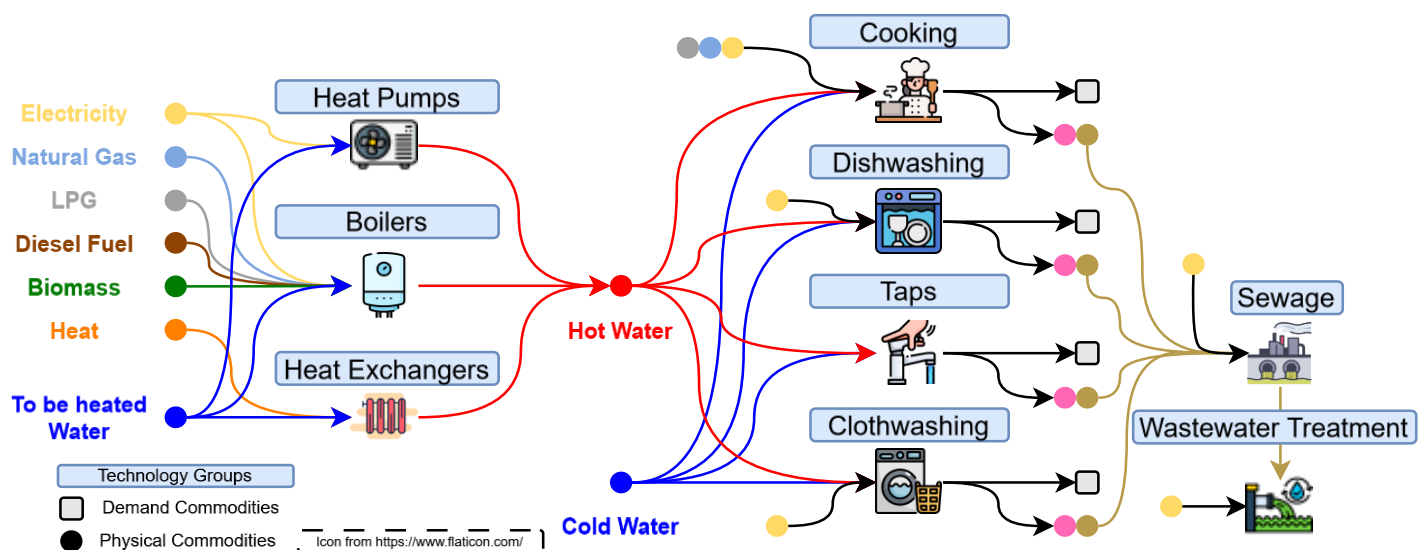 Cooking
Heat Pumps
Electricity
Natural Gas
Dishwashing
LPG
Boilers
Diesel Fuel
Biomass
Taps
Sewage
Heat
Hot Water
Heat Exchangers
To be heated
Water
Clothwashing
Wastewater Treatment
Technology Groups
Demand Commodities
Cold Water
Physical Commodities
Icon from https://www.flaticon.com/